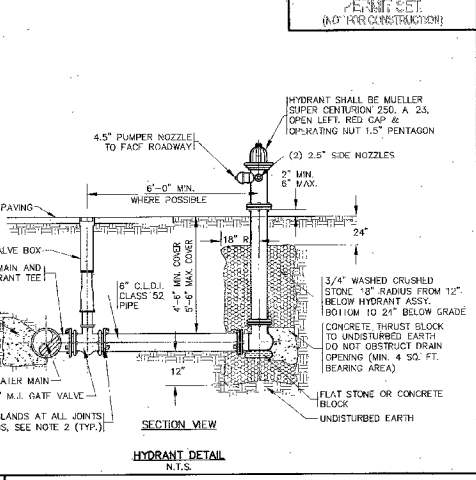 PERMIT SET
(NOT FOR CONSTRUCTION)
HYDRANT SHALL BE MUELLER
SUPER CENTURION 250, A 23,
OPEN LEFT, RED CAP &
OPERATING NUT 1.5" PENTAGON
4.5" PUMPER NOZZLE
TO FACE ROADWAY
(2) 2.5" SIDE NOZZLES
2" MIN.
6" MAX.
6'-0" MIN.
WHERE POSSIBLE
PAVING
18" R
24"
ALVE BOX
MAIN AND
RANT TEE
6" C.L.D.I.
CLASS 52
PIPE
4'-6" MIN. COVER
5'-6" MAX. COVER
3/4" WASHED CRUSHED
STONE 18" RADIUS FROM 12"
BELOW HYDRANT ASSY.
BOTTOM TO 24" BELOW GRADE
CONCRETE THRUST BLOCK
TO UNDISTURBED EARTH
DO NOT OBSTRUCT DRAIN
OPENING (MIN. 4 SQ. FT.
BEARING AREA)
12"
ATER MAIN
" M.J. GATE VALVE
FLAT STONE OR CONCRETE
BLOCK
LANDS AT ALL JOINTS
S, SEE NOTE 2 (TYP.)
UNDISTURBED EARTH
SECTION VIEW
HYDRANT DETAIL
N.T.S.